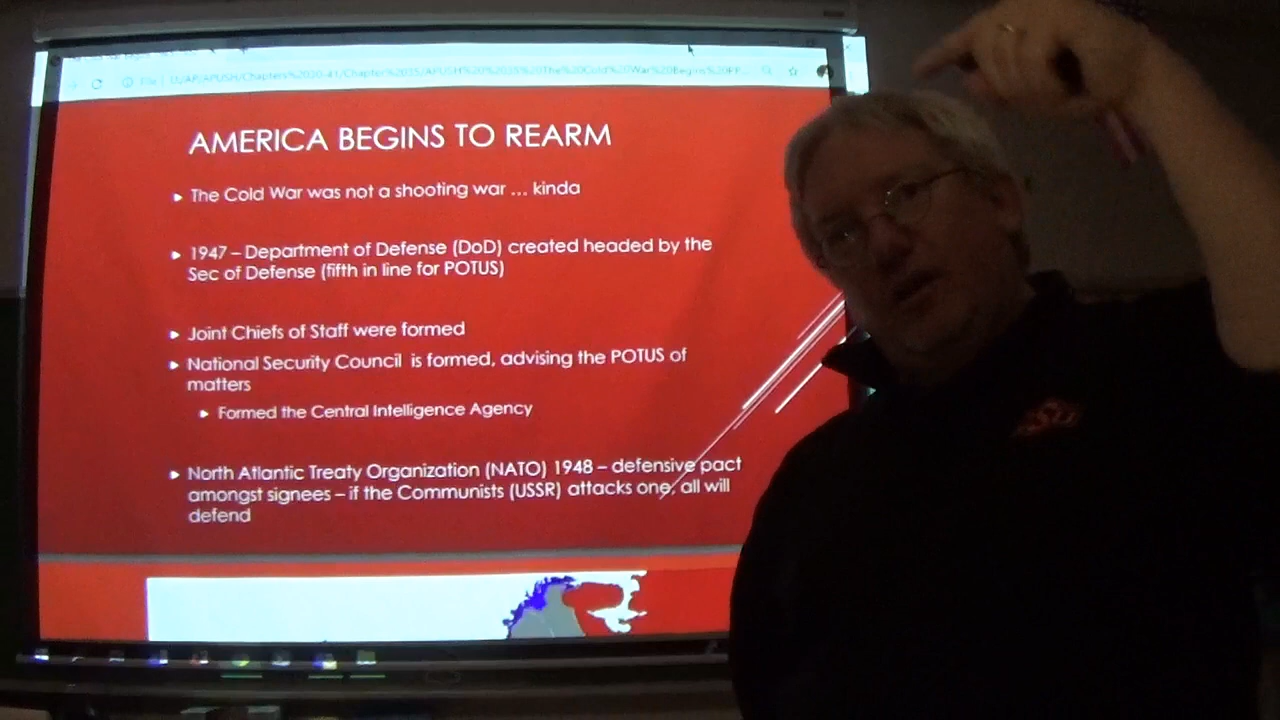 AMERICA BEGINS TO REARM
The Cold War was not a shooting war ... kinda
1947 – Department of Defense (DoD) created headed by the
Sec of Defense (fifth in line for POTUS)
Joint Chiefs of Staff were formed
National Security Council is formed, advising the POTUS of
matters
Formed the Central Intelligence Agency
North Atlantic Treaty Organization (NATO) 1948 – defensive pact
amongst signees – if the Communists (USSR) attacks one, all will
defend